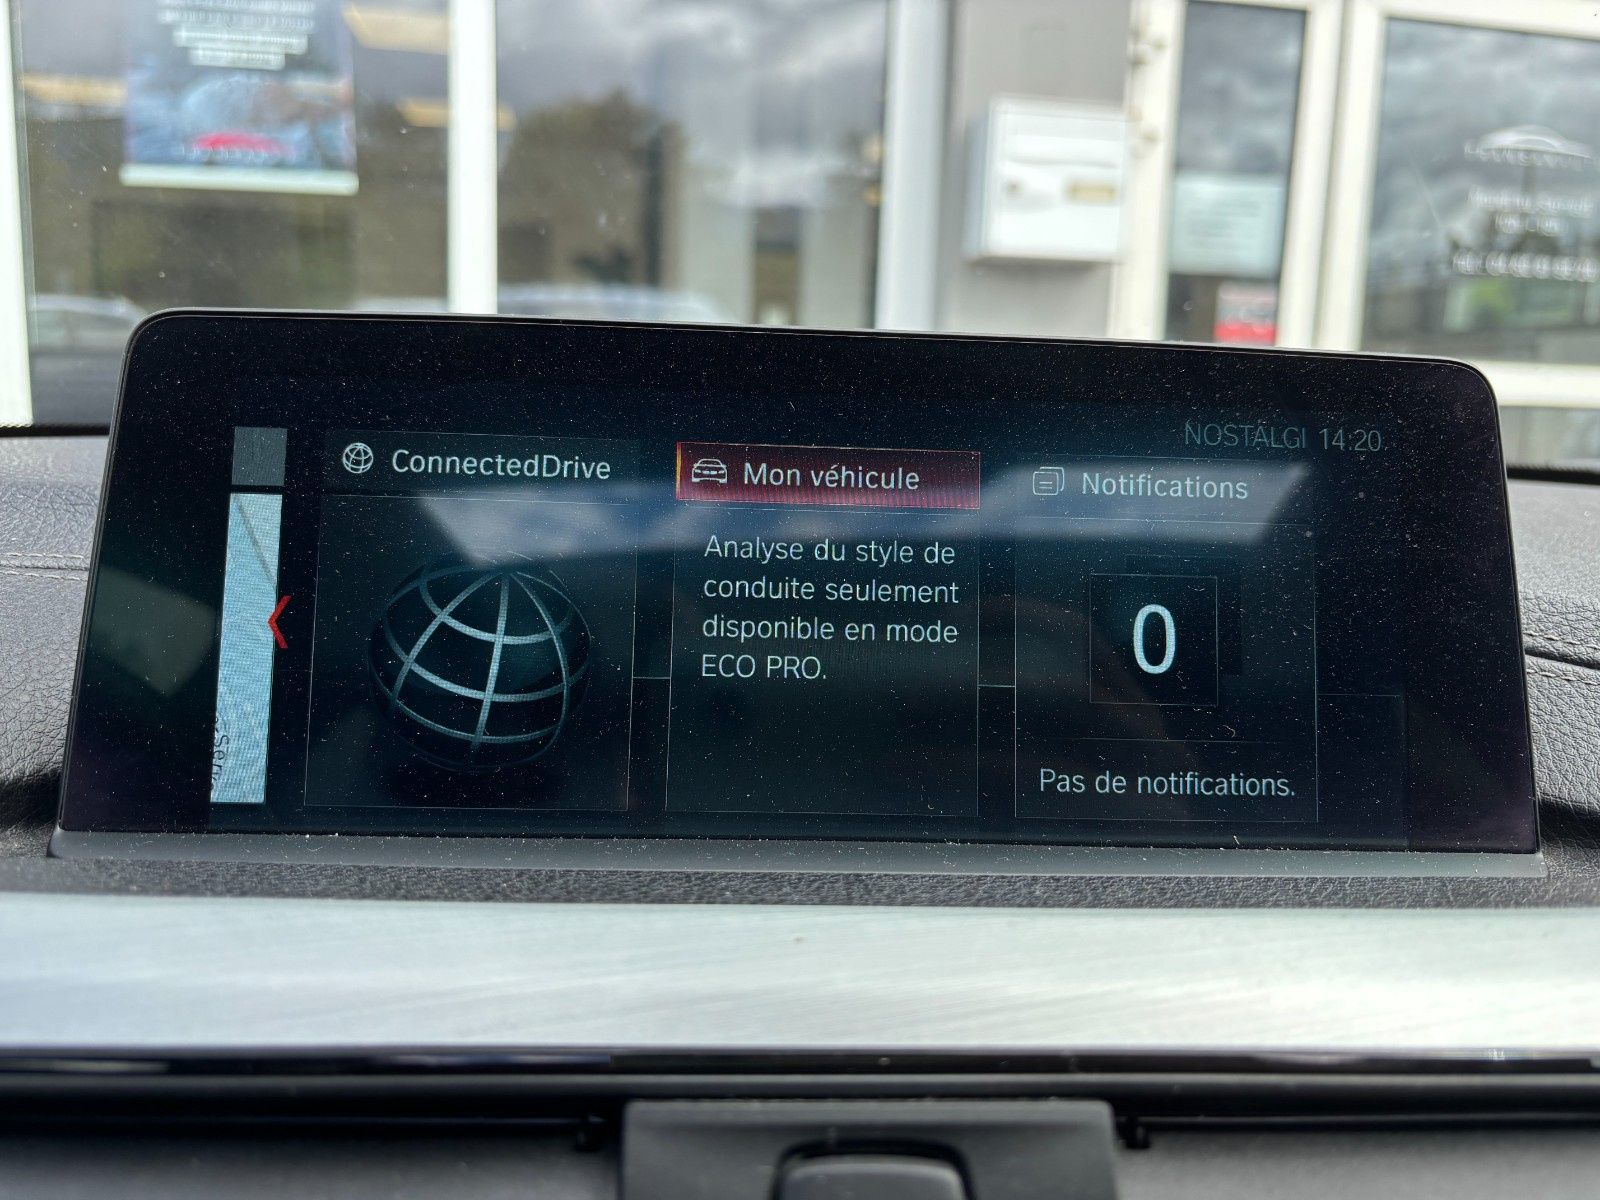 NOSTALGI 14:20
ConnectedDrive
Mon véhicule
Notifications
Analyse du style de
conduite seulement
disponible en mode
ECO PRO.
0
Pas de notifications.